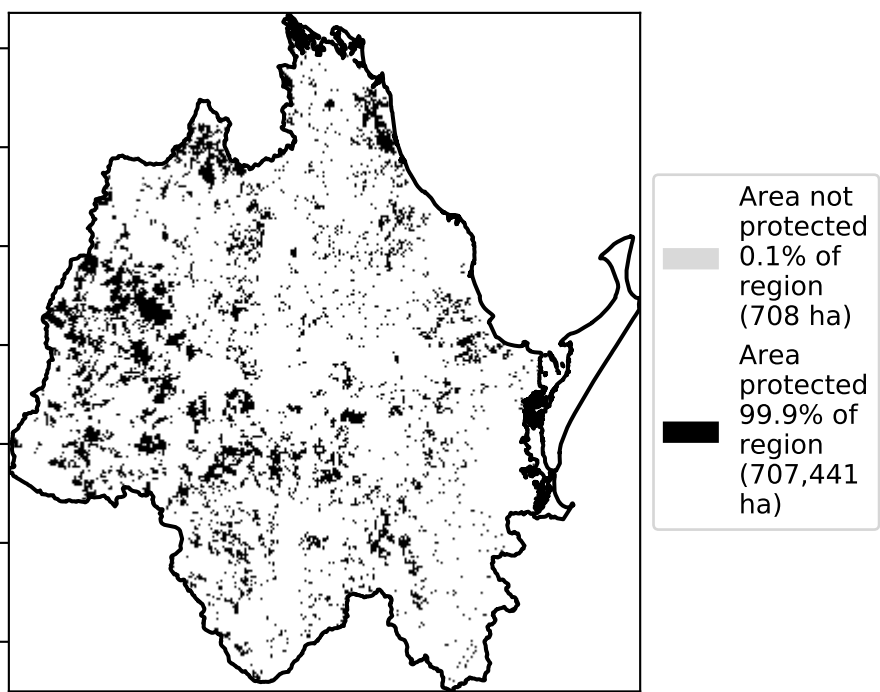 Area not
protected
0.1% of
region
(708 ha)
Area
protected
99.9% of
region
(707,441
ha)